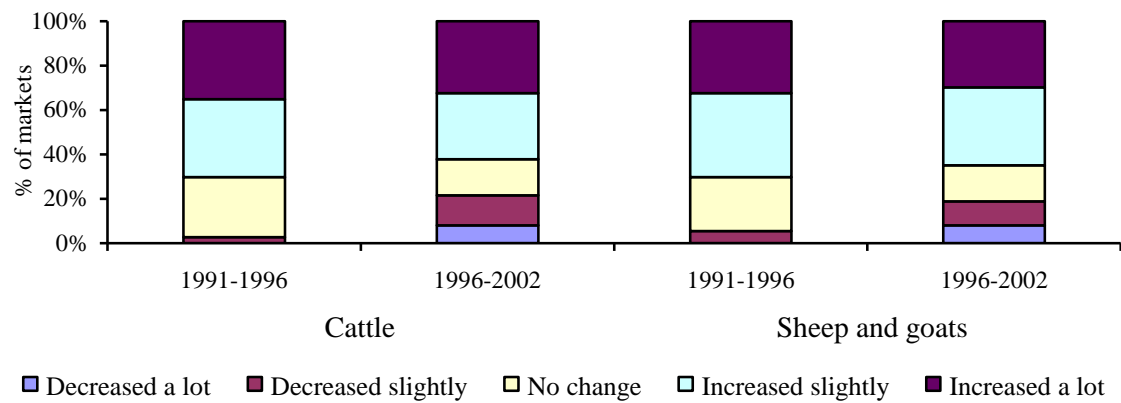 100%
80%
60%
40%
20%
0%
% of markets
1991-1996 1996-2002 1991-1996 1996-2002
Cattle Sheep and goats
Decreased a lot Decreased slightly No change Increased slightly Increased a lot